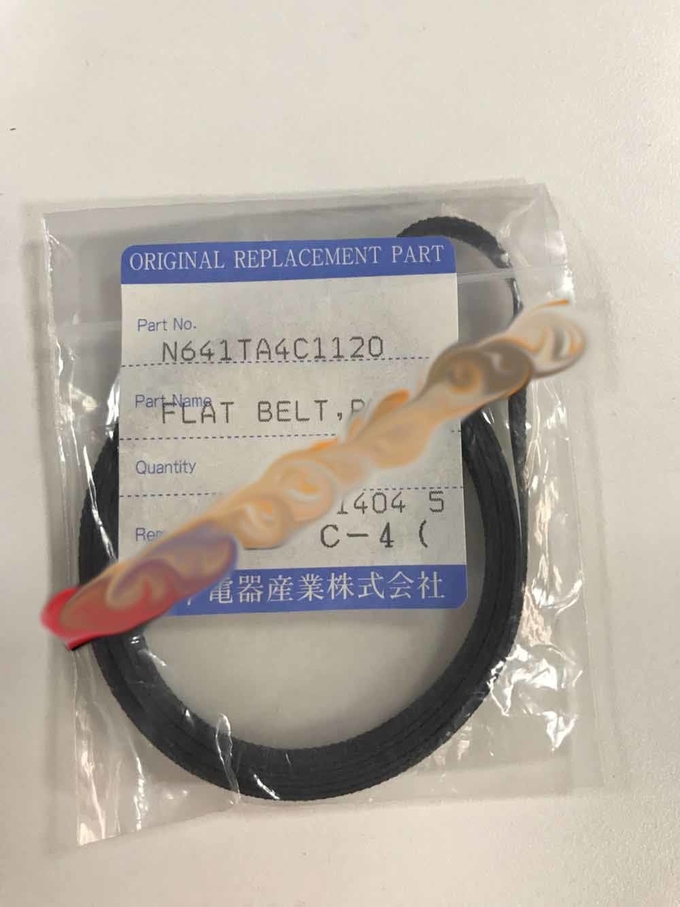 ORIGINAL REPLACEMENT PART
Part No.
N641TA4C1120
Part Name
FLAT BELT,
Quantity
1404 5
C-4 (
電器産業株式会社